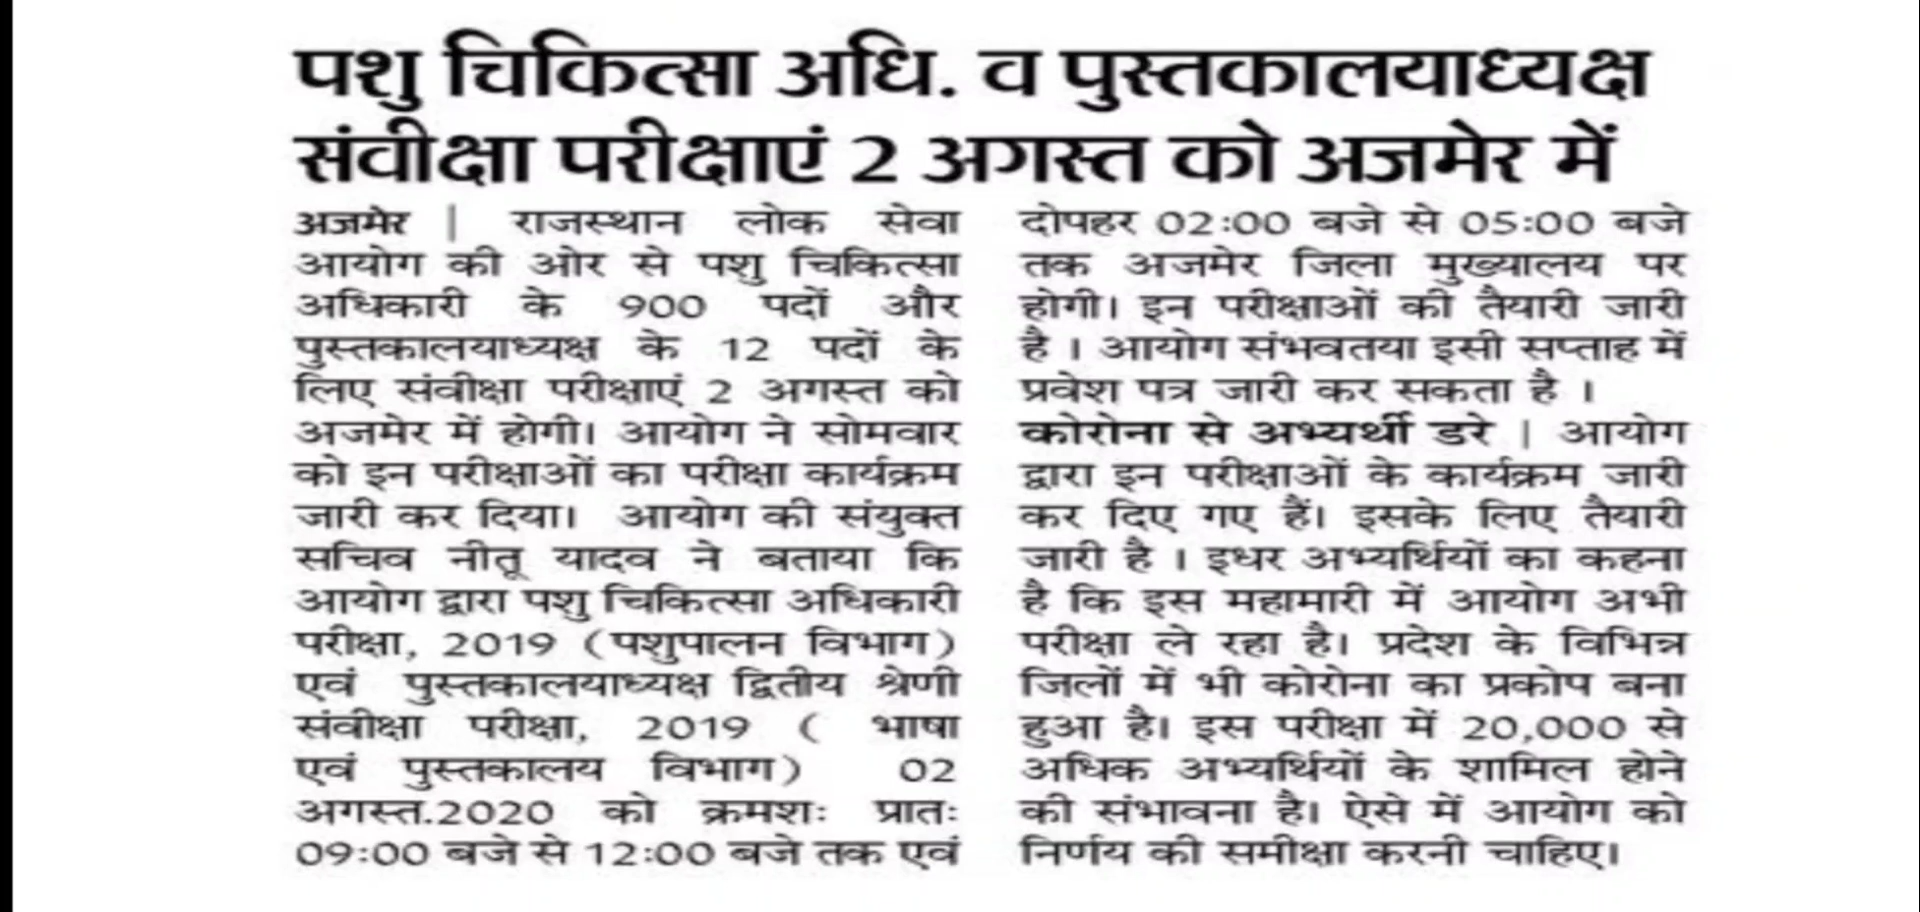 पशु चिकित्सा अधि. व पुस्तकालयाध्यक्ष
संवीक्षा परीक्षाएं 2 अगस्त को अजमेर में
अजमेर | राजस्थान लोक सेवा
आयोग की ओर से पशु चिकित्सा
अधिकारी के 900 पदों और
पुस्तकालयाध्यक्ष के 12 पदों के
लिए संवीक्षा परीक्षाएं 2 अगस्त को
अजमेर में होगी। आयोग ने सोमवार
को इन परीक्षाओं का परीक्षा कार्यक्रम
जारी कर दिया। आयोग की संयुक्त
सचिव नीतू यादव ने बताया कि
आयोग द्वारा पशु चिकित्सा अधिकारी
परीक्षा, 2019 (पशुपालन विभाग)
एवं पुस्तकालयाध्यक्ष द्वितीय श्रेणी
संवीक्षा परीक्षा, 2019 ( भाषा
एवं पुस्तकालय विभाग) 02
अगस्त.2020 को क्रमशः प्रातः
09:00 बजे से 12:00 बजे तक एवं
दोपहर 02:00 बजे से 05:00 बजे
तक अजमेर जिला मुख्यालय पर
होगी। इन परीक्षाओं की तैयारी जारी
है । आयोग संभवतया इसी सप्ताह में
प्रवेश पत्र जारी कर सकता है ।
कोरोना से अभ्यर्थी डरे | आयोग
द्वारा इन परीक्षाओं के कार्यक्रम जारी
कर दिए गए हैं। इसके लिए तैयारी
जारी है । इधर अभ्यर्थियों का कहना
है कि इस महामारी में आयोग अभी
परीक्षा ले रहा है। प्रदेश के विभिन्न
जिलों में भी कोरोना का प्रकोप बना
हुआ है। इस परीक्षा में 20,000 से
अधिक अभ्यर्थियों के शामिल होने
की संभावना है। ऐसे में आयोग को
निर्णय की समीक्षा करनी चाहिए।